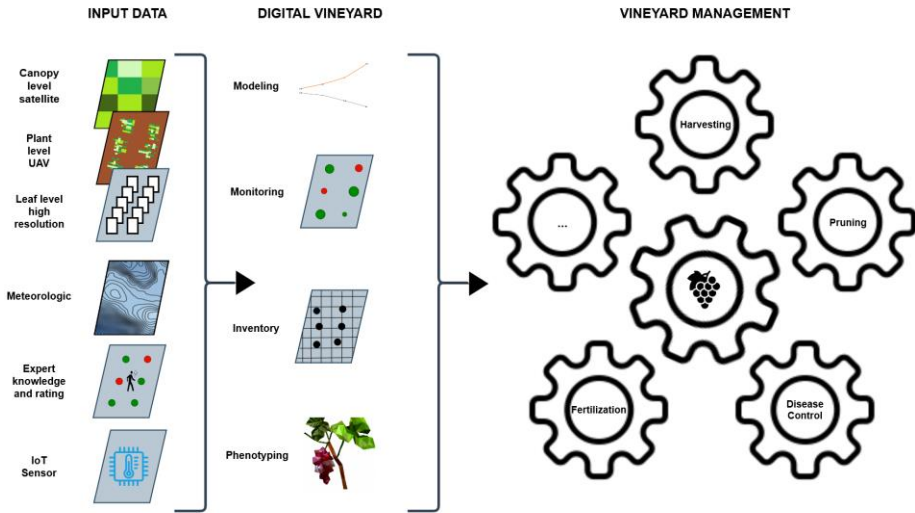 INPUT DATA
Canopy
level
satellite
Plant
level
UAV
Leaf level
high
resolution
Meteorologic
Expert
knowledge
and rating
IoT
Sensor
DIGITAL VINEYARD
Modeling
Monitoring
Inventory
Phenotyping
VINEYARD MANAGEMENT
Harvesting
...
Pruning
Fertilization
Disease
Control